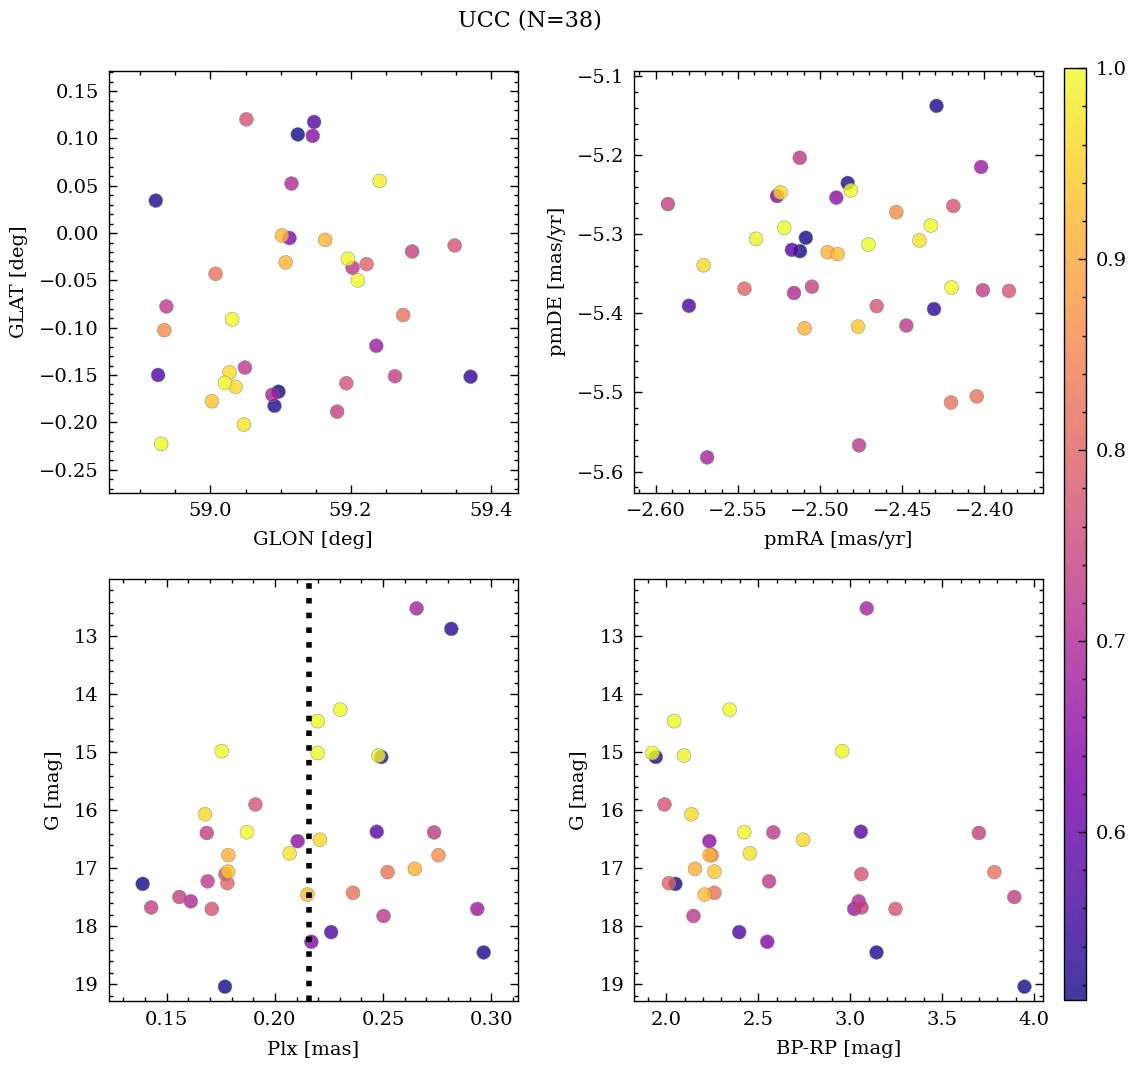 UCC (N=38)
0.15
0.10
0.05
0.00
−0.05
−0.10
−0.15
−0.20
−0.25
GLAT [deg]
59.0 59.2 59.4
GLON [deg]
−5.1
−5.2
−5.3
−5.4
−5.5
−5.6
pmDE [mas/yr]
−2.60 −2.55 −2.50 −2.45 −2.40
pmRA [mas/yr]
13
14
15
16
17
18
19
G [mag]
0.15 0.20 0.25 0.30
Plx [mas]
13
14
15
16
17
18
19
G [mag]
2.0 2.5 3.0 3.5 4.0
BP-RP [mag]
1.0
0.9
0.8
0.7
0.6